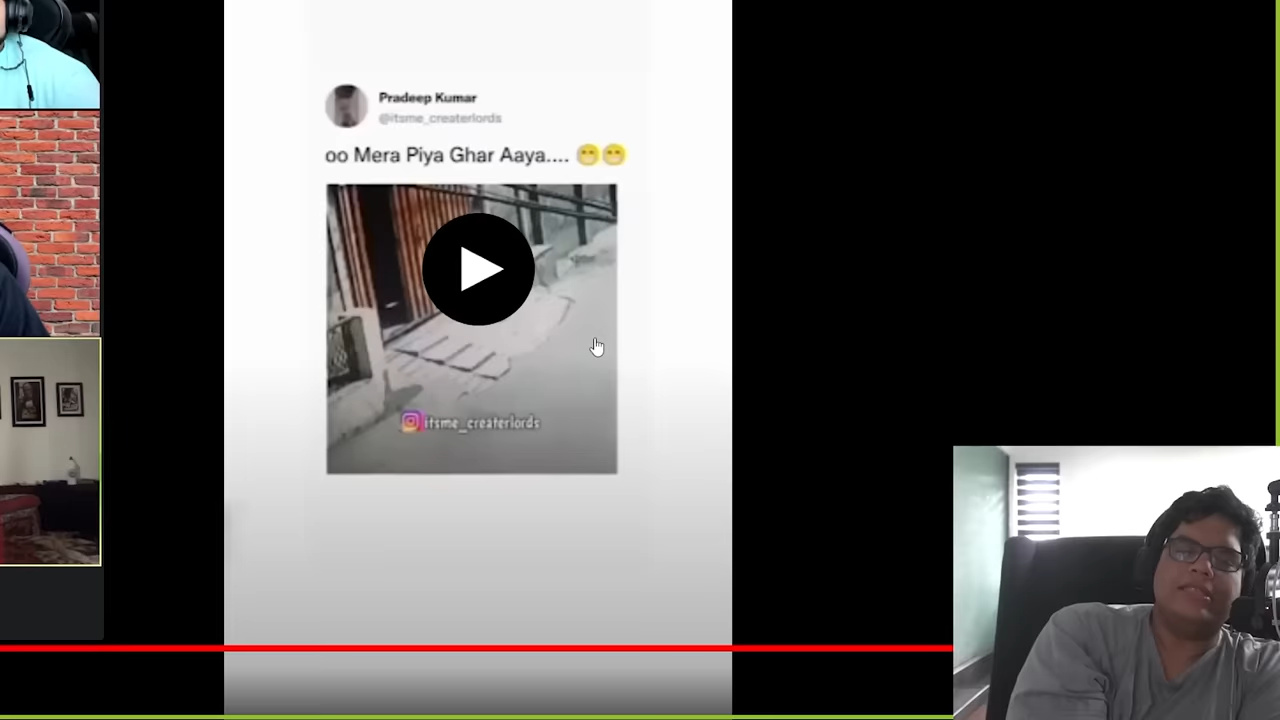 Pradeep Kumar
@itsme_createrlords
oo Mera Piya Ghar Aaya.... 😁😁
itsme_createrlords